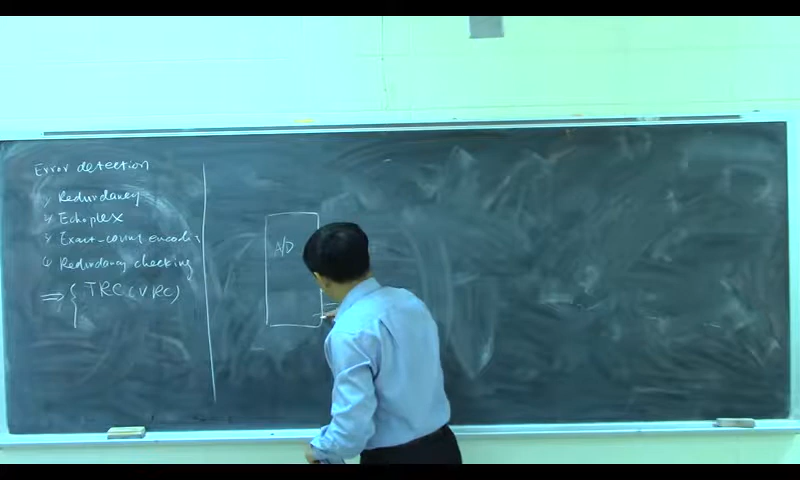 Error detection
1) Redundancy
2) Echoplex
3) Exact-count encoding
4) Redundancy checking
⇒ { TRC (VRC)
A/D